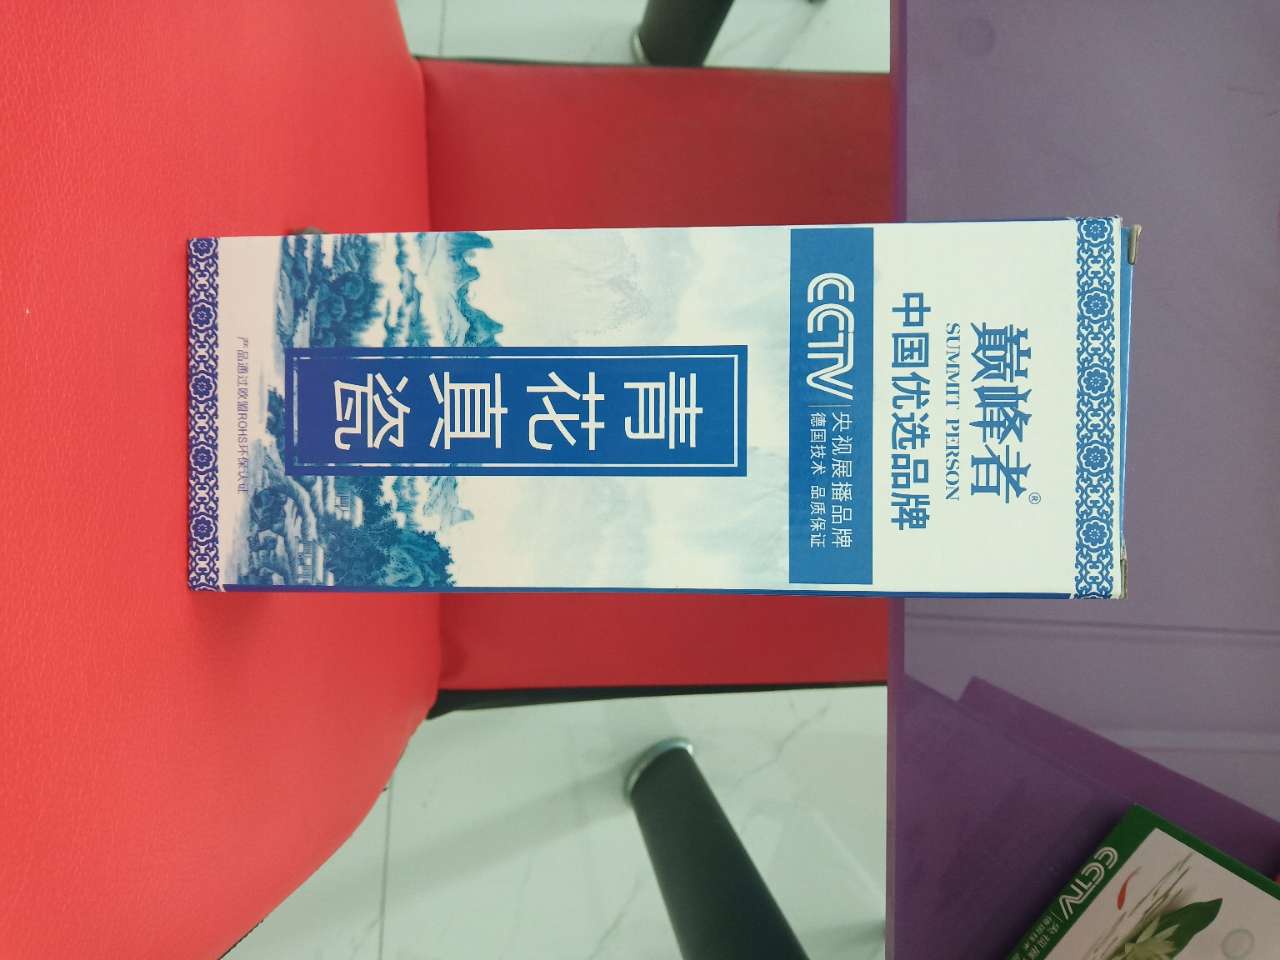 巅峰者®
SUMMIT PERSON
中国优选品牌
CCTV
央视展播品牌
德国技术 品质保证
青花真瓷
产品通过欧盟ROHS环保认证
CCTV